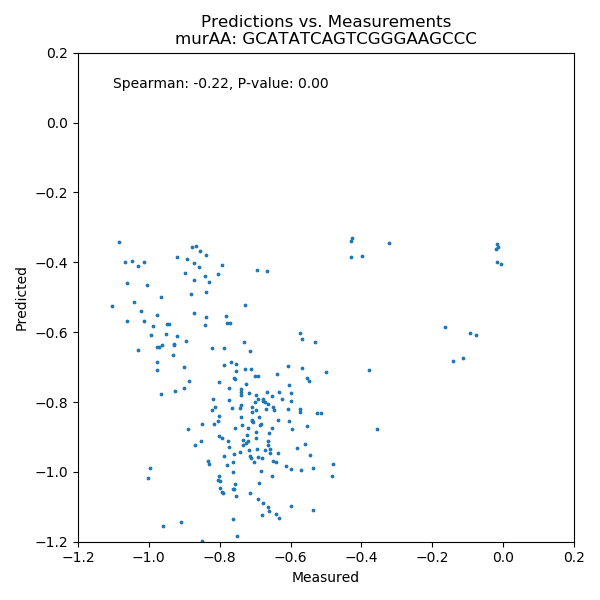 Predictions vs. Measurements
murAA: GCATATCAGTCGGGAAGCCC
Spearman: -0.22, P-value: 0.00
0.2
0.0
−0.2
−0.4
−0.6
−0.8
−1.0
−1.2
Predicted
−1.2 −1.0 −0.8 −0.6 −0.4 −0.2 0.0 0.2
Measured